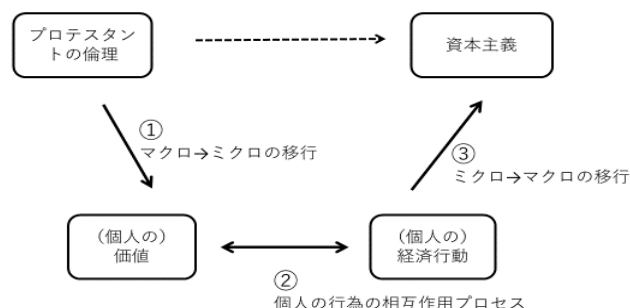 プロテスタン
トの倫理
資本主義
①
マクロ→ミクロの移行
③
ミクロ→マクロの移行
（個人の）
価値
（個人の）
経済行動
②
個人の行為の相互作用プロセス